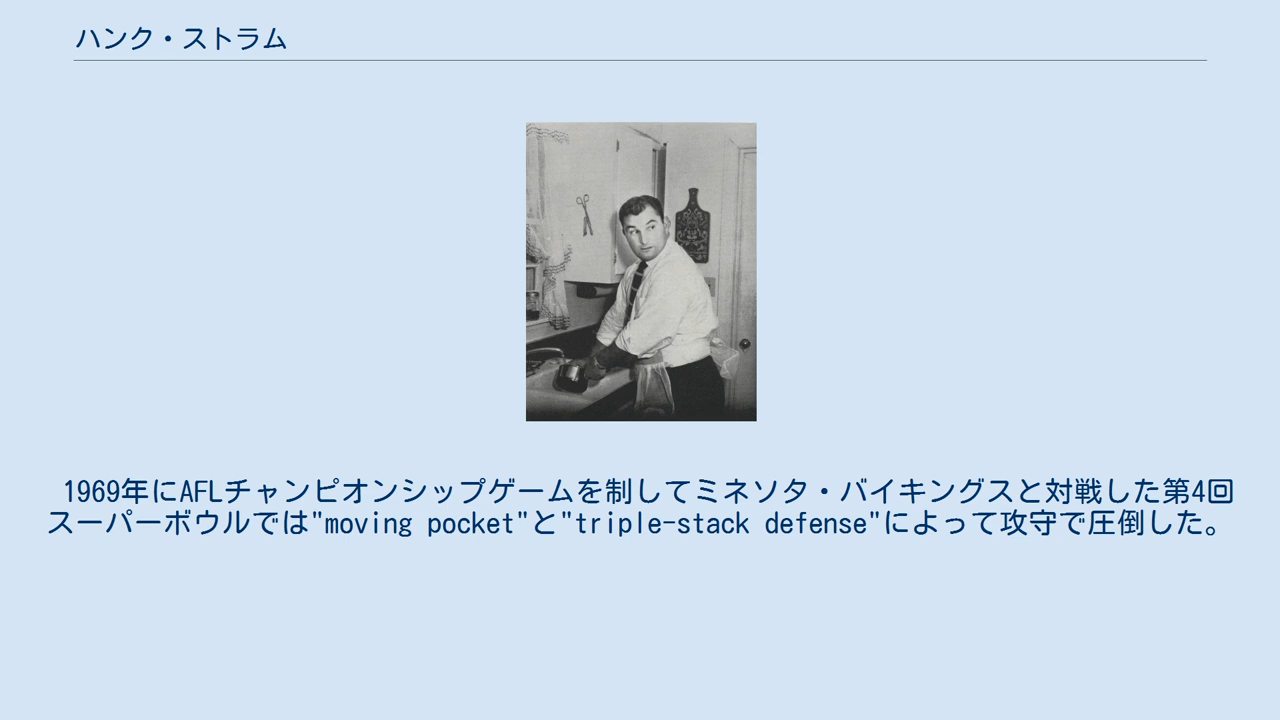 ハンク・ストラム
1969年にAFLチャンピオンシップゲームを制してミネソタ・バイキングスと対戦した第4回
スーパーボウルでは"moving pocket"と"triple-stack defense"によって攻守で圧倒した。